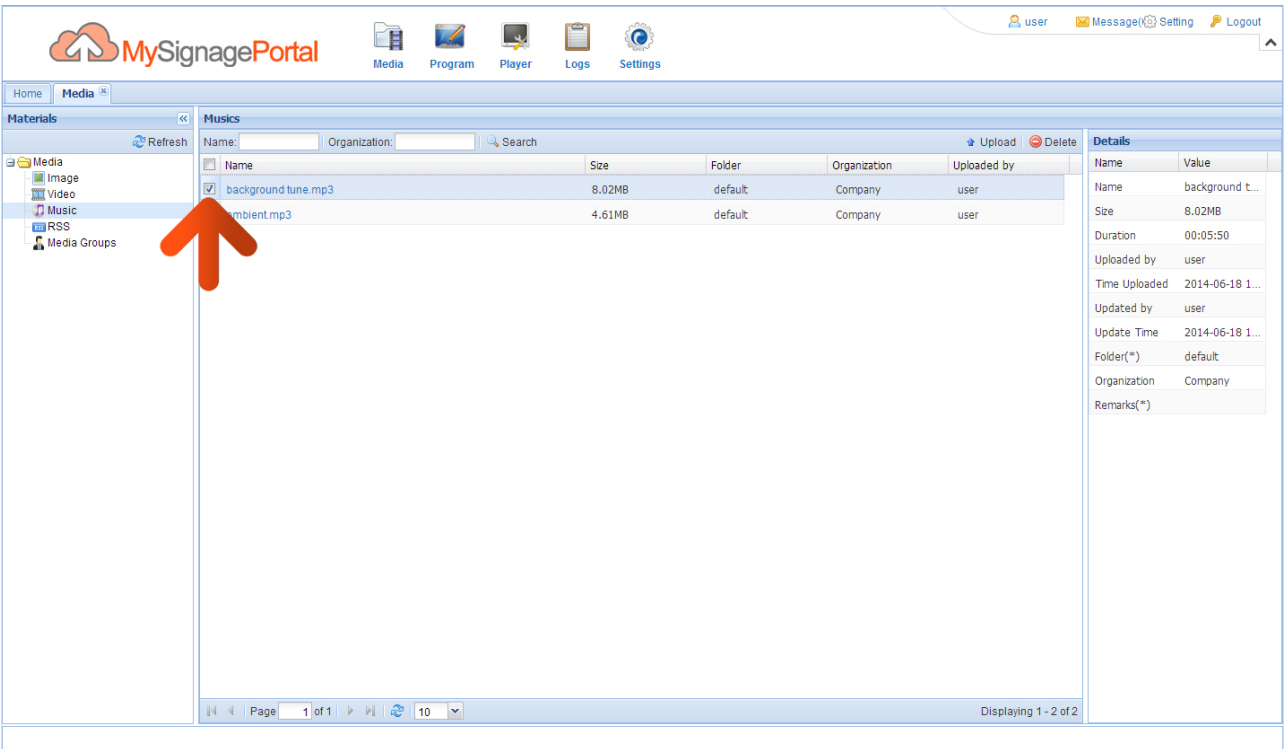 user Message( Setting Logout
MySignagePortal
Media Program Player Logs Settings
Home Media
Materials
Refresh
Media
Image
Video
Music
RSS
Media Groups
Musics
Name: Organization: Search Upload Delete
Name Size Folder Organization Uploaded by
background tune.mp3 8.02MB default Company user
ambient.mp3 4.61MB default Company user
Page 1 of 1 10 Displaying 1 - 2 of 2
Details
Name Value
Name background t...
Size 8.02MB
Duration 00:05:50
Uploaded by user
Time Uploaded 2014-06-18 1...
Updated by user
Update Time 2014-06-18 1...
Folder(*) default
Organization Company
Remarks(*)